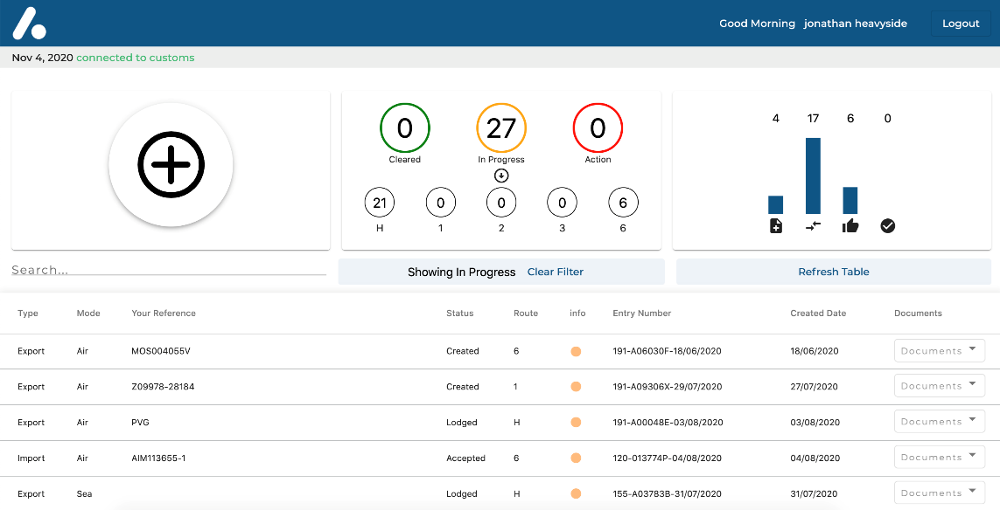 Good Morning jonathan heavyside Logout
Nov 4, 2020 connected to customs
0 27 0
Cleared In Progress Action
21 0 0 0 6
H 1 2 3 6
4 17 6 0
Search...
Showing In Progress Clear Filter
Refresh Table
Type Mode Your Reference Status Route info Entry Number Created Date Documents
Export Air MOS004055V Created 6 191-A06030F-18/06/2020 18/06/2020 Documents
Export Air Z09978-28184 Created 1 191-A09306X-29/07/2020 27/07/2020 Documents
Export Air PVG Lodged H 191-A00048E-03/08/2020 03/08/2020 Documents
Import Air AIM113655-1 Accepted 6 120-013774P-04/08/2020 04/08/2020 Documents
Export Sea Lodged H 155-A03783B-31/07/2020 31/07/2020 Documents